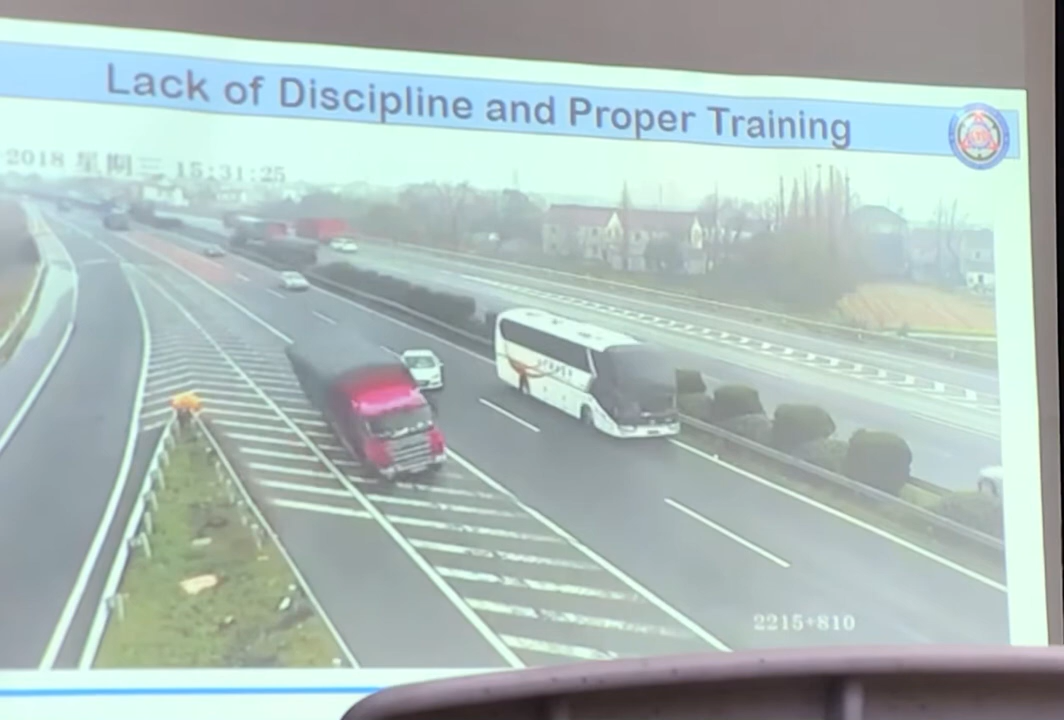 Lack of Discipline and Proper Training
2018 星期三 15:31:25
2215+810